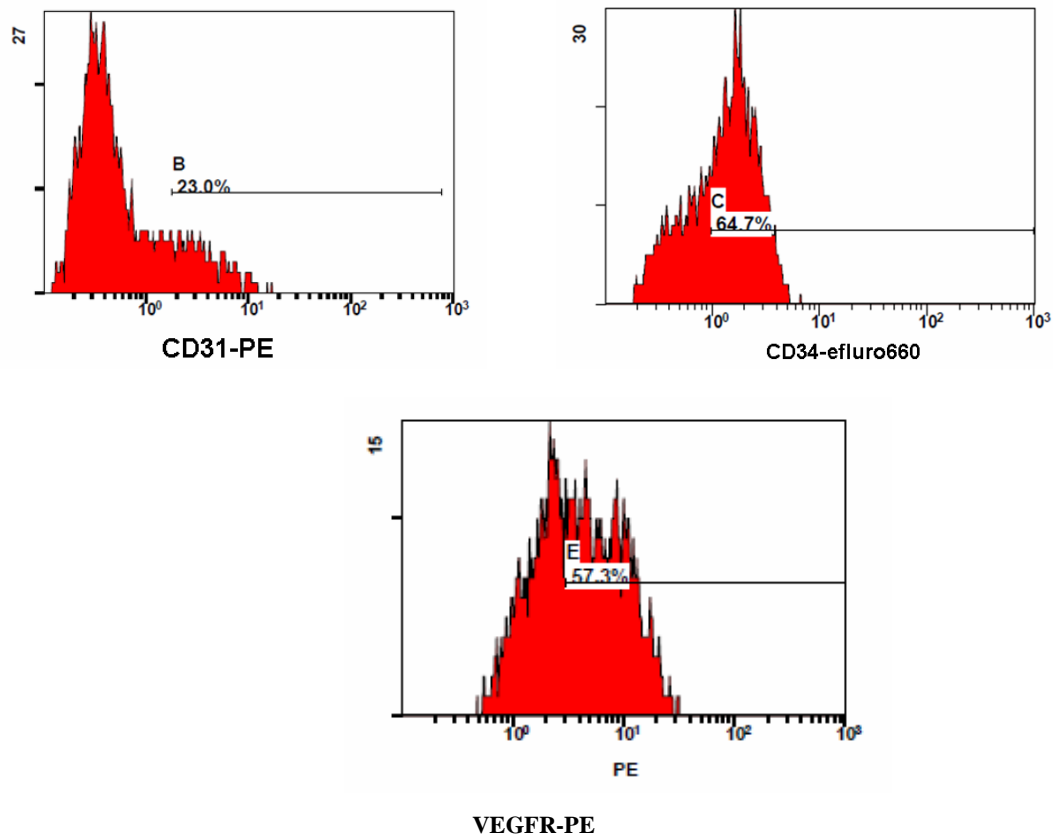 27
B
23.0%
10⁰ 10¹ 10² 10³
CD31-PE
30
C
64.7%
10⁰ 10¹ 10² 10³
CD34-efluro660
15
E
57.3%
10⁰ 10¹ 10² 10³
PE
VEGFR-PE